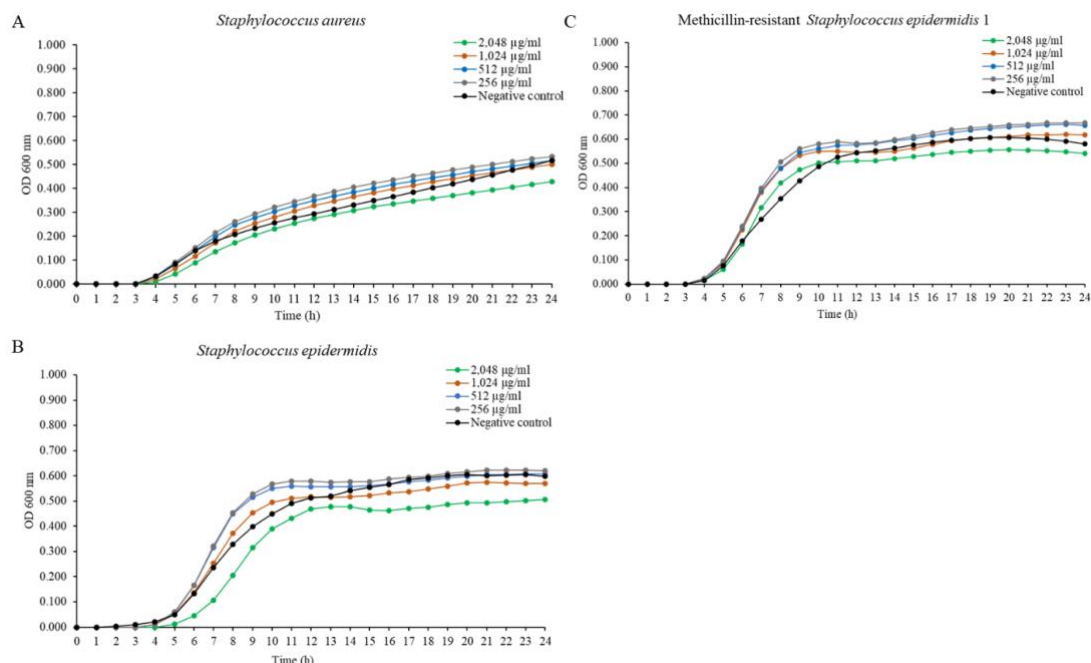 A
Staphylococcus aureus
2,048 µg/ml
1,024 µg/ml
512 µg/ml
256 µg/ml
Negative control
1.000
0.900
0.800
0.700
0.600
0.500
0.400
0.300
0.200
0.100
0.000
OD 600 nm
0 1 2 3 4 5 6 7 8 9 10 11 12 13 14 15 16 17 18 19 20 21 22 23 24
Time (h)
C
Methicillin-resistant Staphylococcus epidermidis 1
2,048 µg/ml
1,024 µg/ml
512 µg/ml
256 µg/ml
Negative control
1.000
0.900
0.800
0.700
0.600
0.500
0.400
0.300
0.200
0.100
0.000
OD 600 nm
0 1 2 3 4 5 6 7 8 9 10 11 12 13 14 15 16 17 18 19 20 21 22 23 24
Time (h)
B
Staphylococcus epidermidis
2,048 µg/ml
1,024 µg/ml
512 µg/ml
256 µg/ml
Negative control
1.000
0.900
0.800
0.700
0.600
0.500
0.400
0.300
0.200
0.100
0.000
OD 600 nm
0 1 2 3 4 5 6 7 8 9 10 11 12 13 14 15 16 17 18 19 20 21 22 23 24
Time (h)